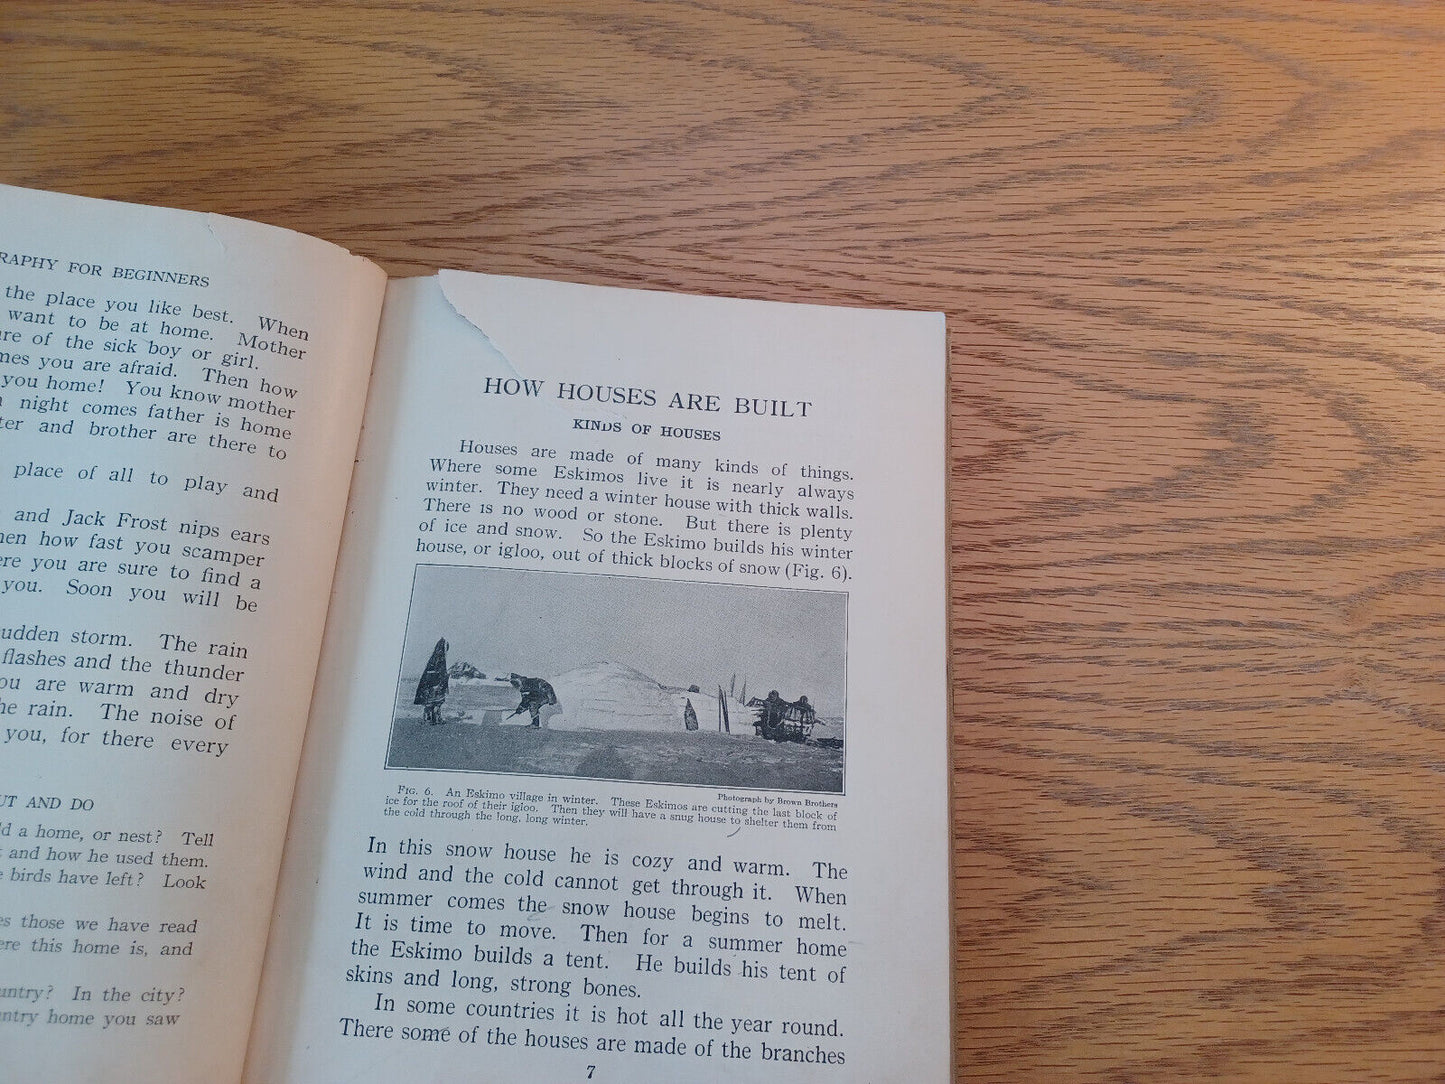 RAPHY FOR BEGINNERS
the place you like best. When
want to be at home. Mother
re of the sick boy or girl.
mes you are afraid. Then how
you home! You know mother
night comes father is home
ter and brother are there to
place of all to play and
and Jack Frost nips ears
hen how fast you scamper
ere you are sure to find a
you. Soon you will be
udden storm. The rain
flashes and the thunder
ou are warm and dry
he rain. The noise of
you, for there every
UT AND DO
ld a home, or nest? Tell
and how he used them.
e birds have left? Look
es those we have read
ere this home is, and
untry? In the city?
ntry home you saw
HOW HOUSES ARE BUILT
KINDS OF HOUSES
Houses are made of many kinds of things.
Where some Eskimos live it is nearly always
winter. They need a winter house with thick walls.
There is no wood or stone. But there is plenty
of ice and snow. So the Eskimo builds his winter
house, or igloo, out of thick blocks of snow (Fig. 6).
Photograph by Brown Brothers
FIG. 6. An Eskimo village in winter. These Eskimos are cutting the last block of
ice for the roof of their igloo. Then they will have a snug house to shelter them from
the cold through the long, long winter.
In this snow house he is cozy and warm. The
wind and the cold cannot get through it. When
summer comes the snow house begins to melt.
It is time to move. Then for a summer home
the Eskimo builds a tent. He builds his tent of
skins and long, strong bones.
In some countries it is hot all the year round.
There some of the houses are made of the branches
7